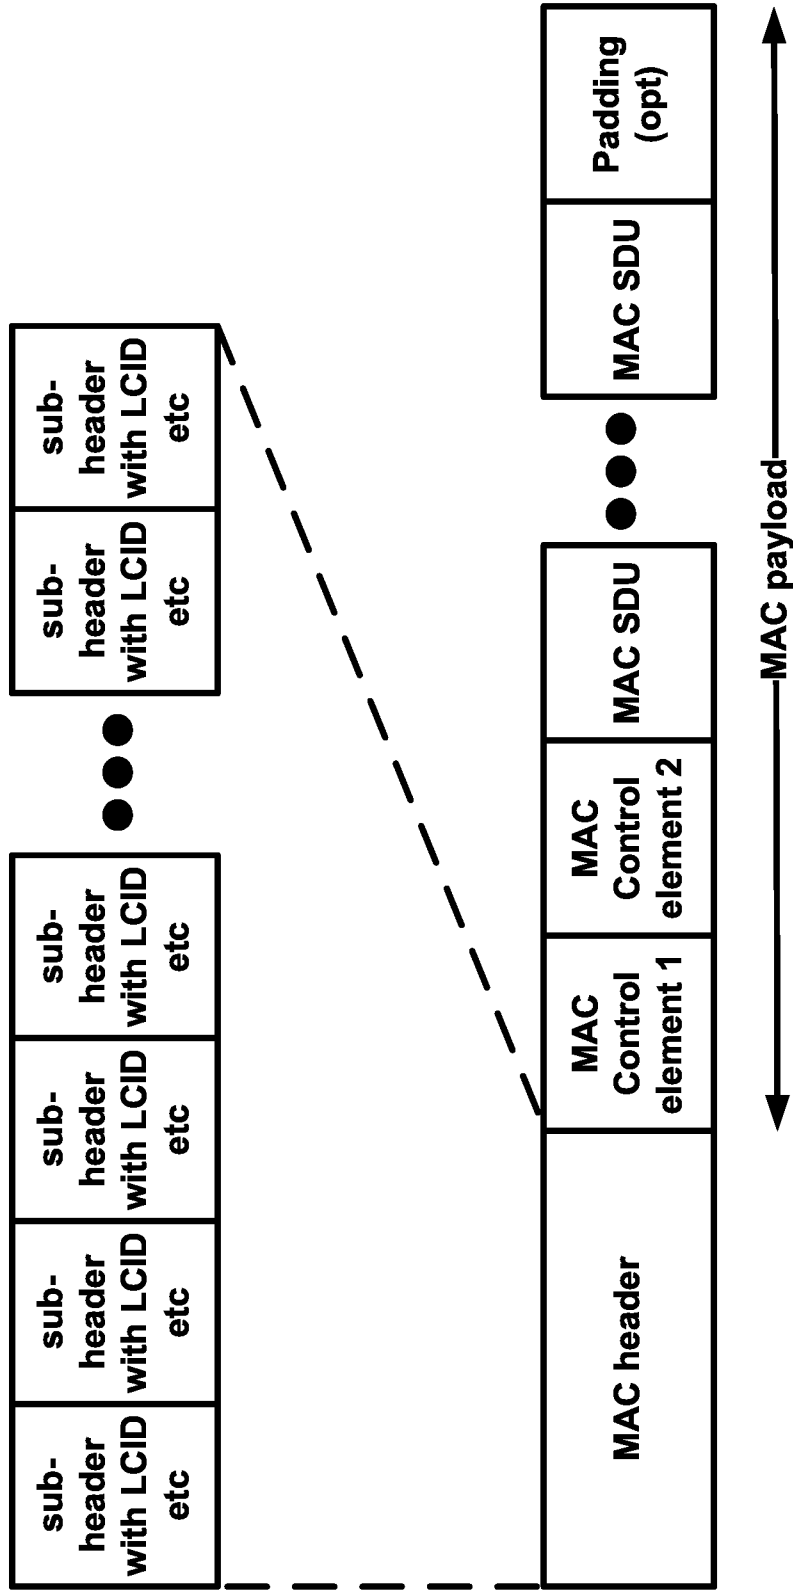 sub-
header
with LCID
etc
sub-
header
with LCID
etc
sub-
header
with LCID
etc
sub-
header
with LCID
etc
sub-
header
with LCID
etc
sub-
header
with LCID
etc
MAC header
MAC
Control
element 1
MAC
Control
element 2
MAC SDU
MAC SDU
Padding
(opt)
MAC payload